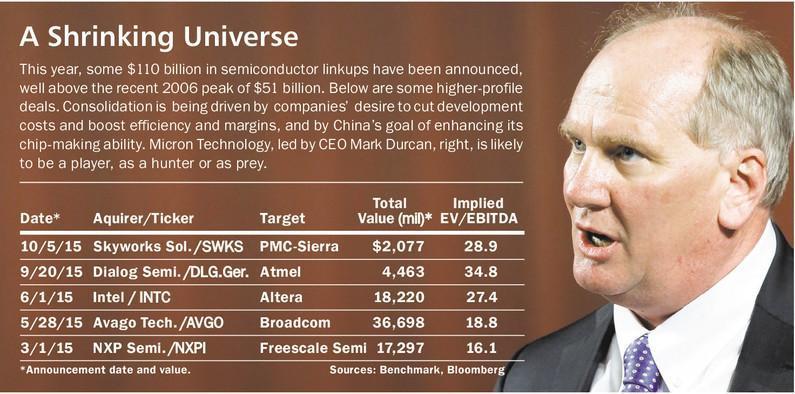 A Shrinking Universe
This year, some $110 billion in semiconductor linkups have been announced,
well above the recent 2006 peak of $51 billion. Below are some higher-profile
deals. Consolidation is being driven by companies' desire to cut development
costs and boost efficiency and margins, and by China's goal of enhancing its
chip-making ability. Micron Technology, led by CEO Mark Durcan, right, is likely
to be a player, as a hunter or as prey.
Total Implied
Date* Aquirer/Ticker Target Value (mil)* EV/EBITDA
10/5/15 Skyworks Sol./SWKS PMC-Sierra $2,077 28.9
9/20/15 Dialog Semi./DLG.Ger. Atmel 4,463 34.8
6/1/15 Intel / INTC Altera 18,220 27.4
5/28/15 Avago Tech./AVGO Broadcom 36,698 18.8
3/1/15 NXP Semi./NXPI Freescale Semi 17,297 16.1
*Announcement date and value. Sources: Benchmark, Bloomberg